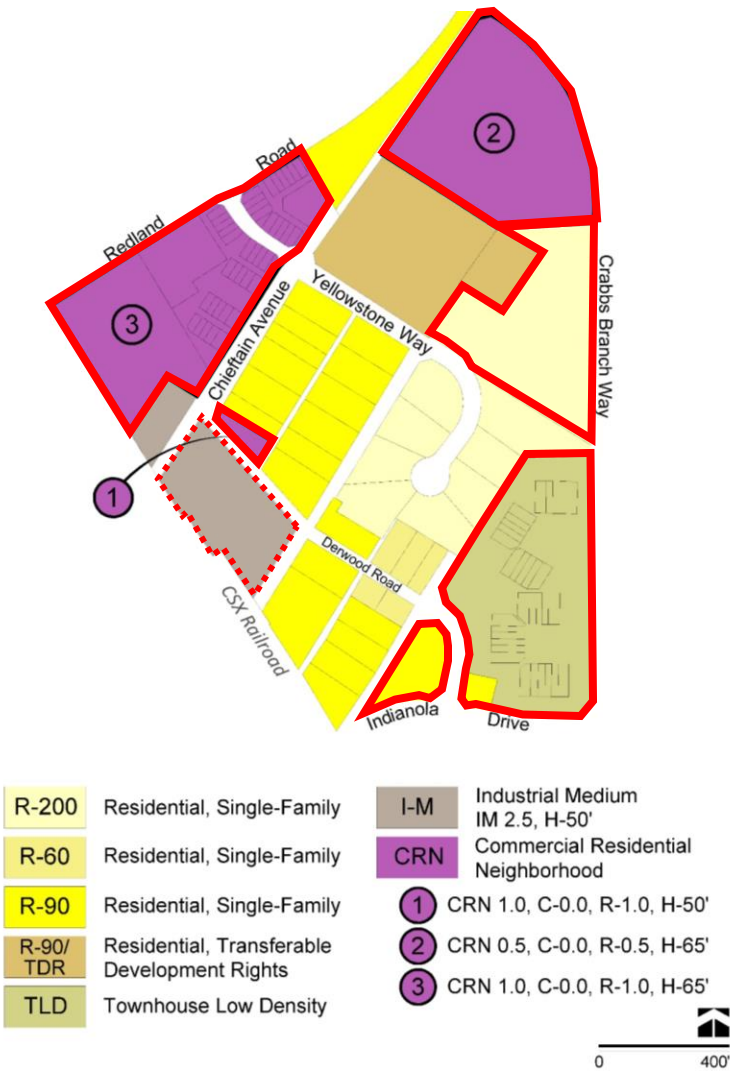 2
Road
Redland
3
Chieftain Avenue
Yellowstone Way
Crabbs Branch Way
1
Derwood Road
CSX Railroad
Indianola
Drive
R-200 Residential, Single-Family
R-60 Residential, Single-Family
R-90 Residential, Single-Family
R-90/
TDR
Residential, Transferable
Development Rights
TLD Townhouse Low Density
I-M
Industrial Medium
IM 2.5, H-50'
CRN
Commercial Residential
Neighborhood
1 CRN 1.0, C-0.0, R-1.0, H-50'
2 CRN 0.5, C-0.0, R-0.5, H-65'
3 CRN 1.0, C-0.0, R-1.0, H-65'
0 400'